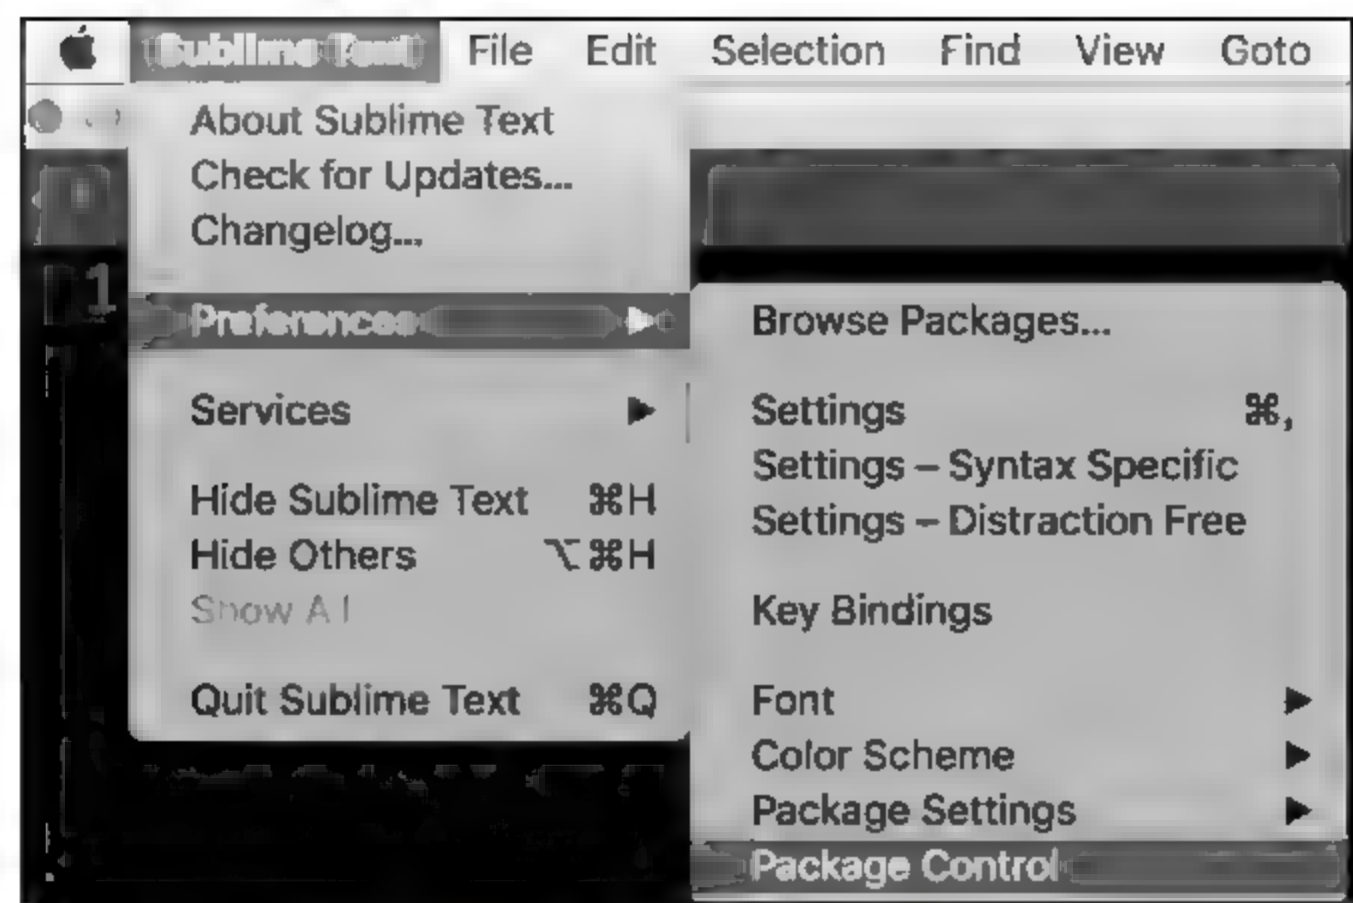 Sublime Text File Edit Selection Find View Goto
About Sublime Text
Check for Updates...
Changelog...
1
Preferences
Services
Hide Sublime Text ⌘H
Hide Others ⌥⌘H
Show All
Quit Sublime Text ⌘Q
Browse Packages...
Settings ⌘,
Settings – Syntax Specific
Settings – Distraction Free
Key Bindings
Font
Color Scheme
Package Settings
Package Control